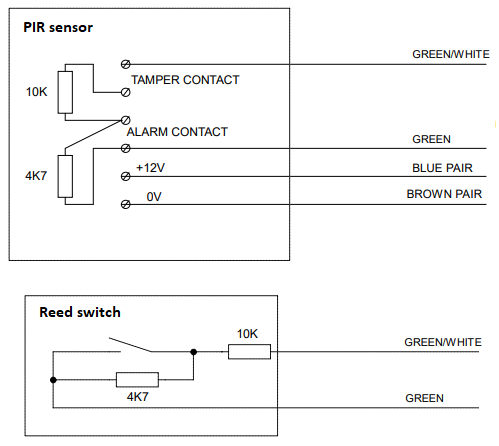 PIR sensor
GREEN/WHITE
TAMPER CONTACT
10K
ALARM CONTACT
GREEN
4K7
+12V
BLUE PAIR
0V
BROWN PAIR
Reed switch
10K
GREEN/WHITE
4K7
GREEN